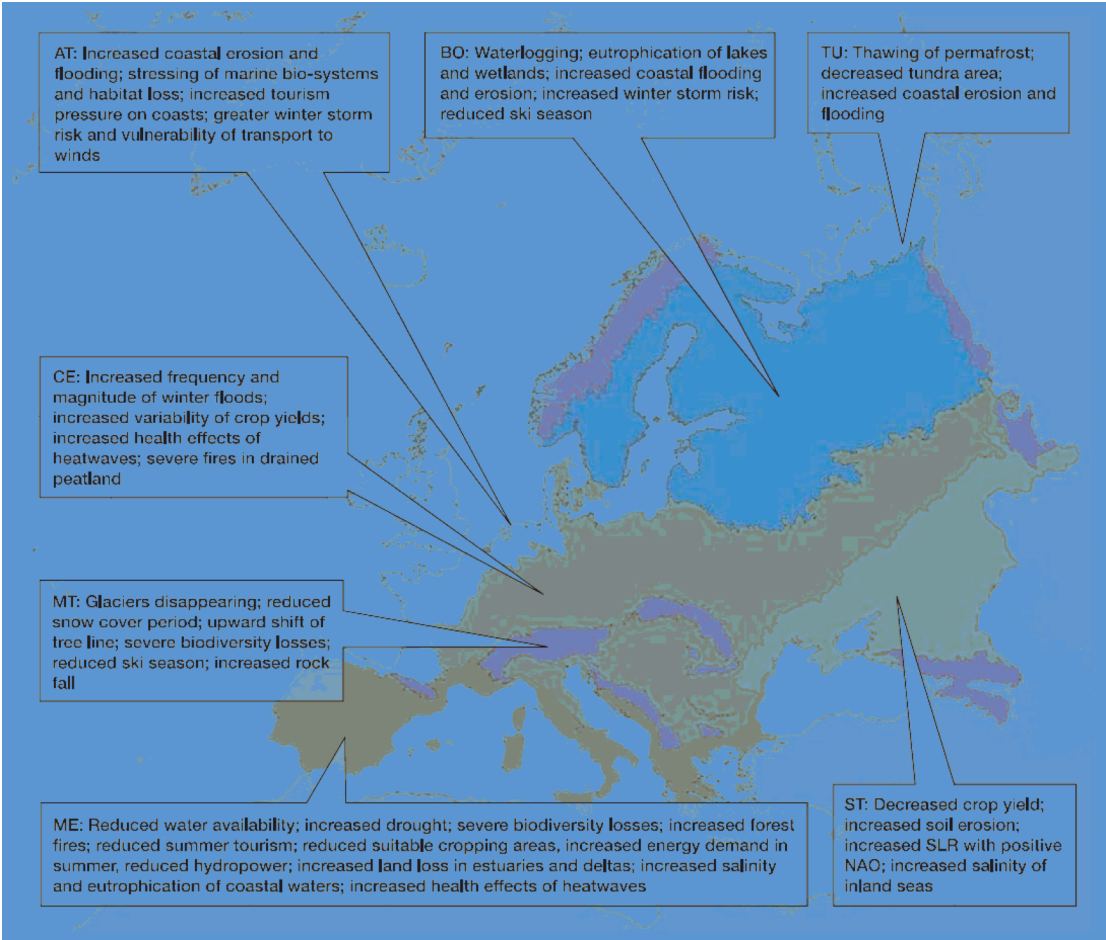 AT: Increased coastal erosion and
flooding; stressing of marine bio-systems
and habitat loss; increased tourism
pressure on coasts; greater winter storm
risk and vulnerability of transport to
winds
BO: Waterlogging; eutrophication of lakes
and wetlands; increased coastal flooding
and erosion; increased winter storm risk;
reduced ski season
TU: Thawing of permafrost;
decreased tundra area;
increased coastal erosion and
flooding
CE: Increased frequency and
magnitude of winter floods;
increased variability of crop yields;
increased health effects of
heatwaves; severe fires in drained
peatland
MT: Glaciers disappearing; reduced
snow cover period; upward shift of
tree line; severe biodiversity losses;
reduced ski season; increased rock
fall
ME: Reduced water availability; increased drought; severe biodiversity losses; increased forest
fires; reduced summer tourism; reduced suitable cropping areas, increased energy demand in
summer, reduced hydropower; increased land loss in estuaries and deltas; increased salinity
and eutrophication of coastal waters; increased health effects of heatwaves
ST: Decreased crop yield;
increased soil erosion;
increased SLR with positive
NAO; increased salinity of
inland seas